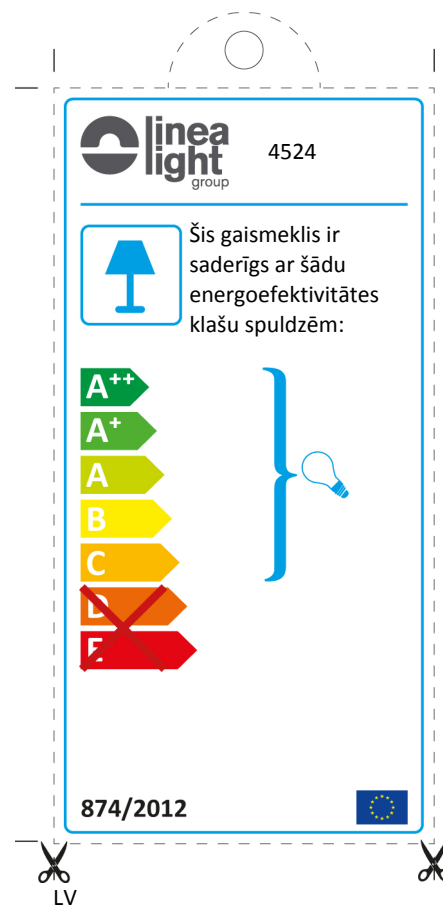 linea
light
group
4524
Šis gaismeklis ir
saderīgs ar šādu
energoefektivitātes
klašu spuldzēm:
A++
A+
A
B
C
D
E
874/2012
LV